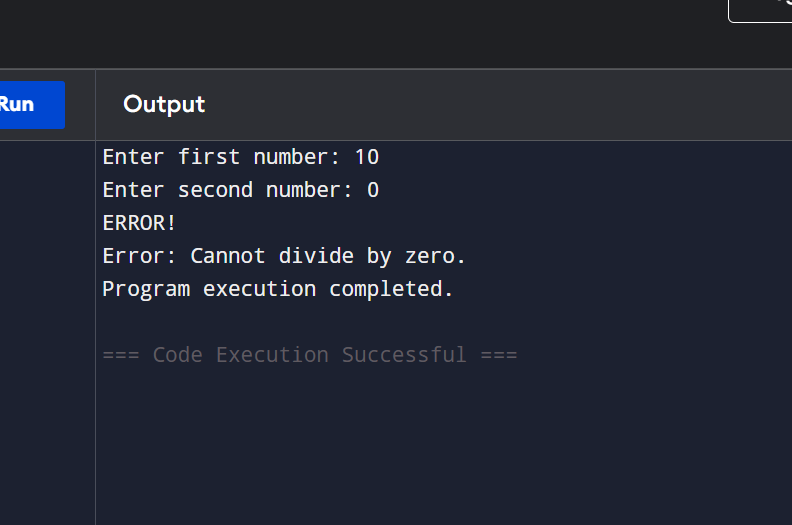 Run
Output
Enter first number: 10
Enter second number: 0
ERROR!
Error: Cannot divide by zero.
Program execution completed.
=== Code Execution Successful ===